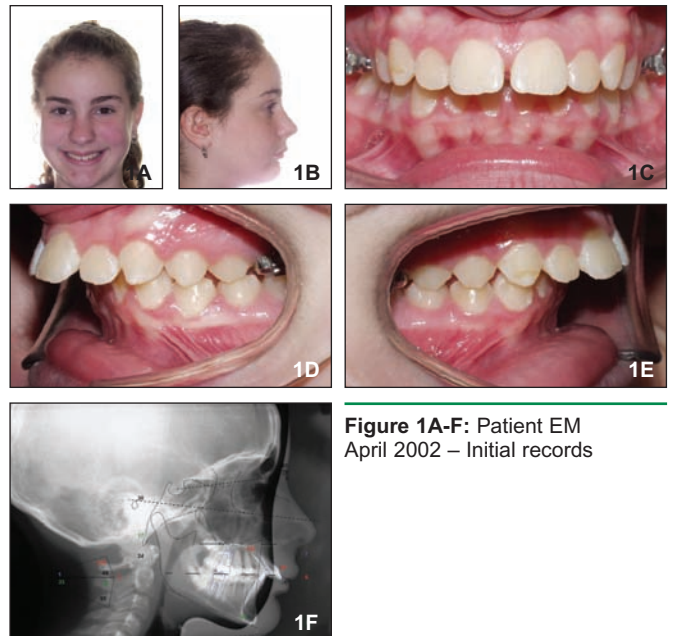 1A
1B
1C
1D
1E
Figure 1A-F: Patient EM
April 2002 – Initial records
1F